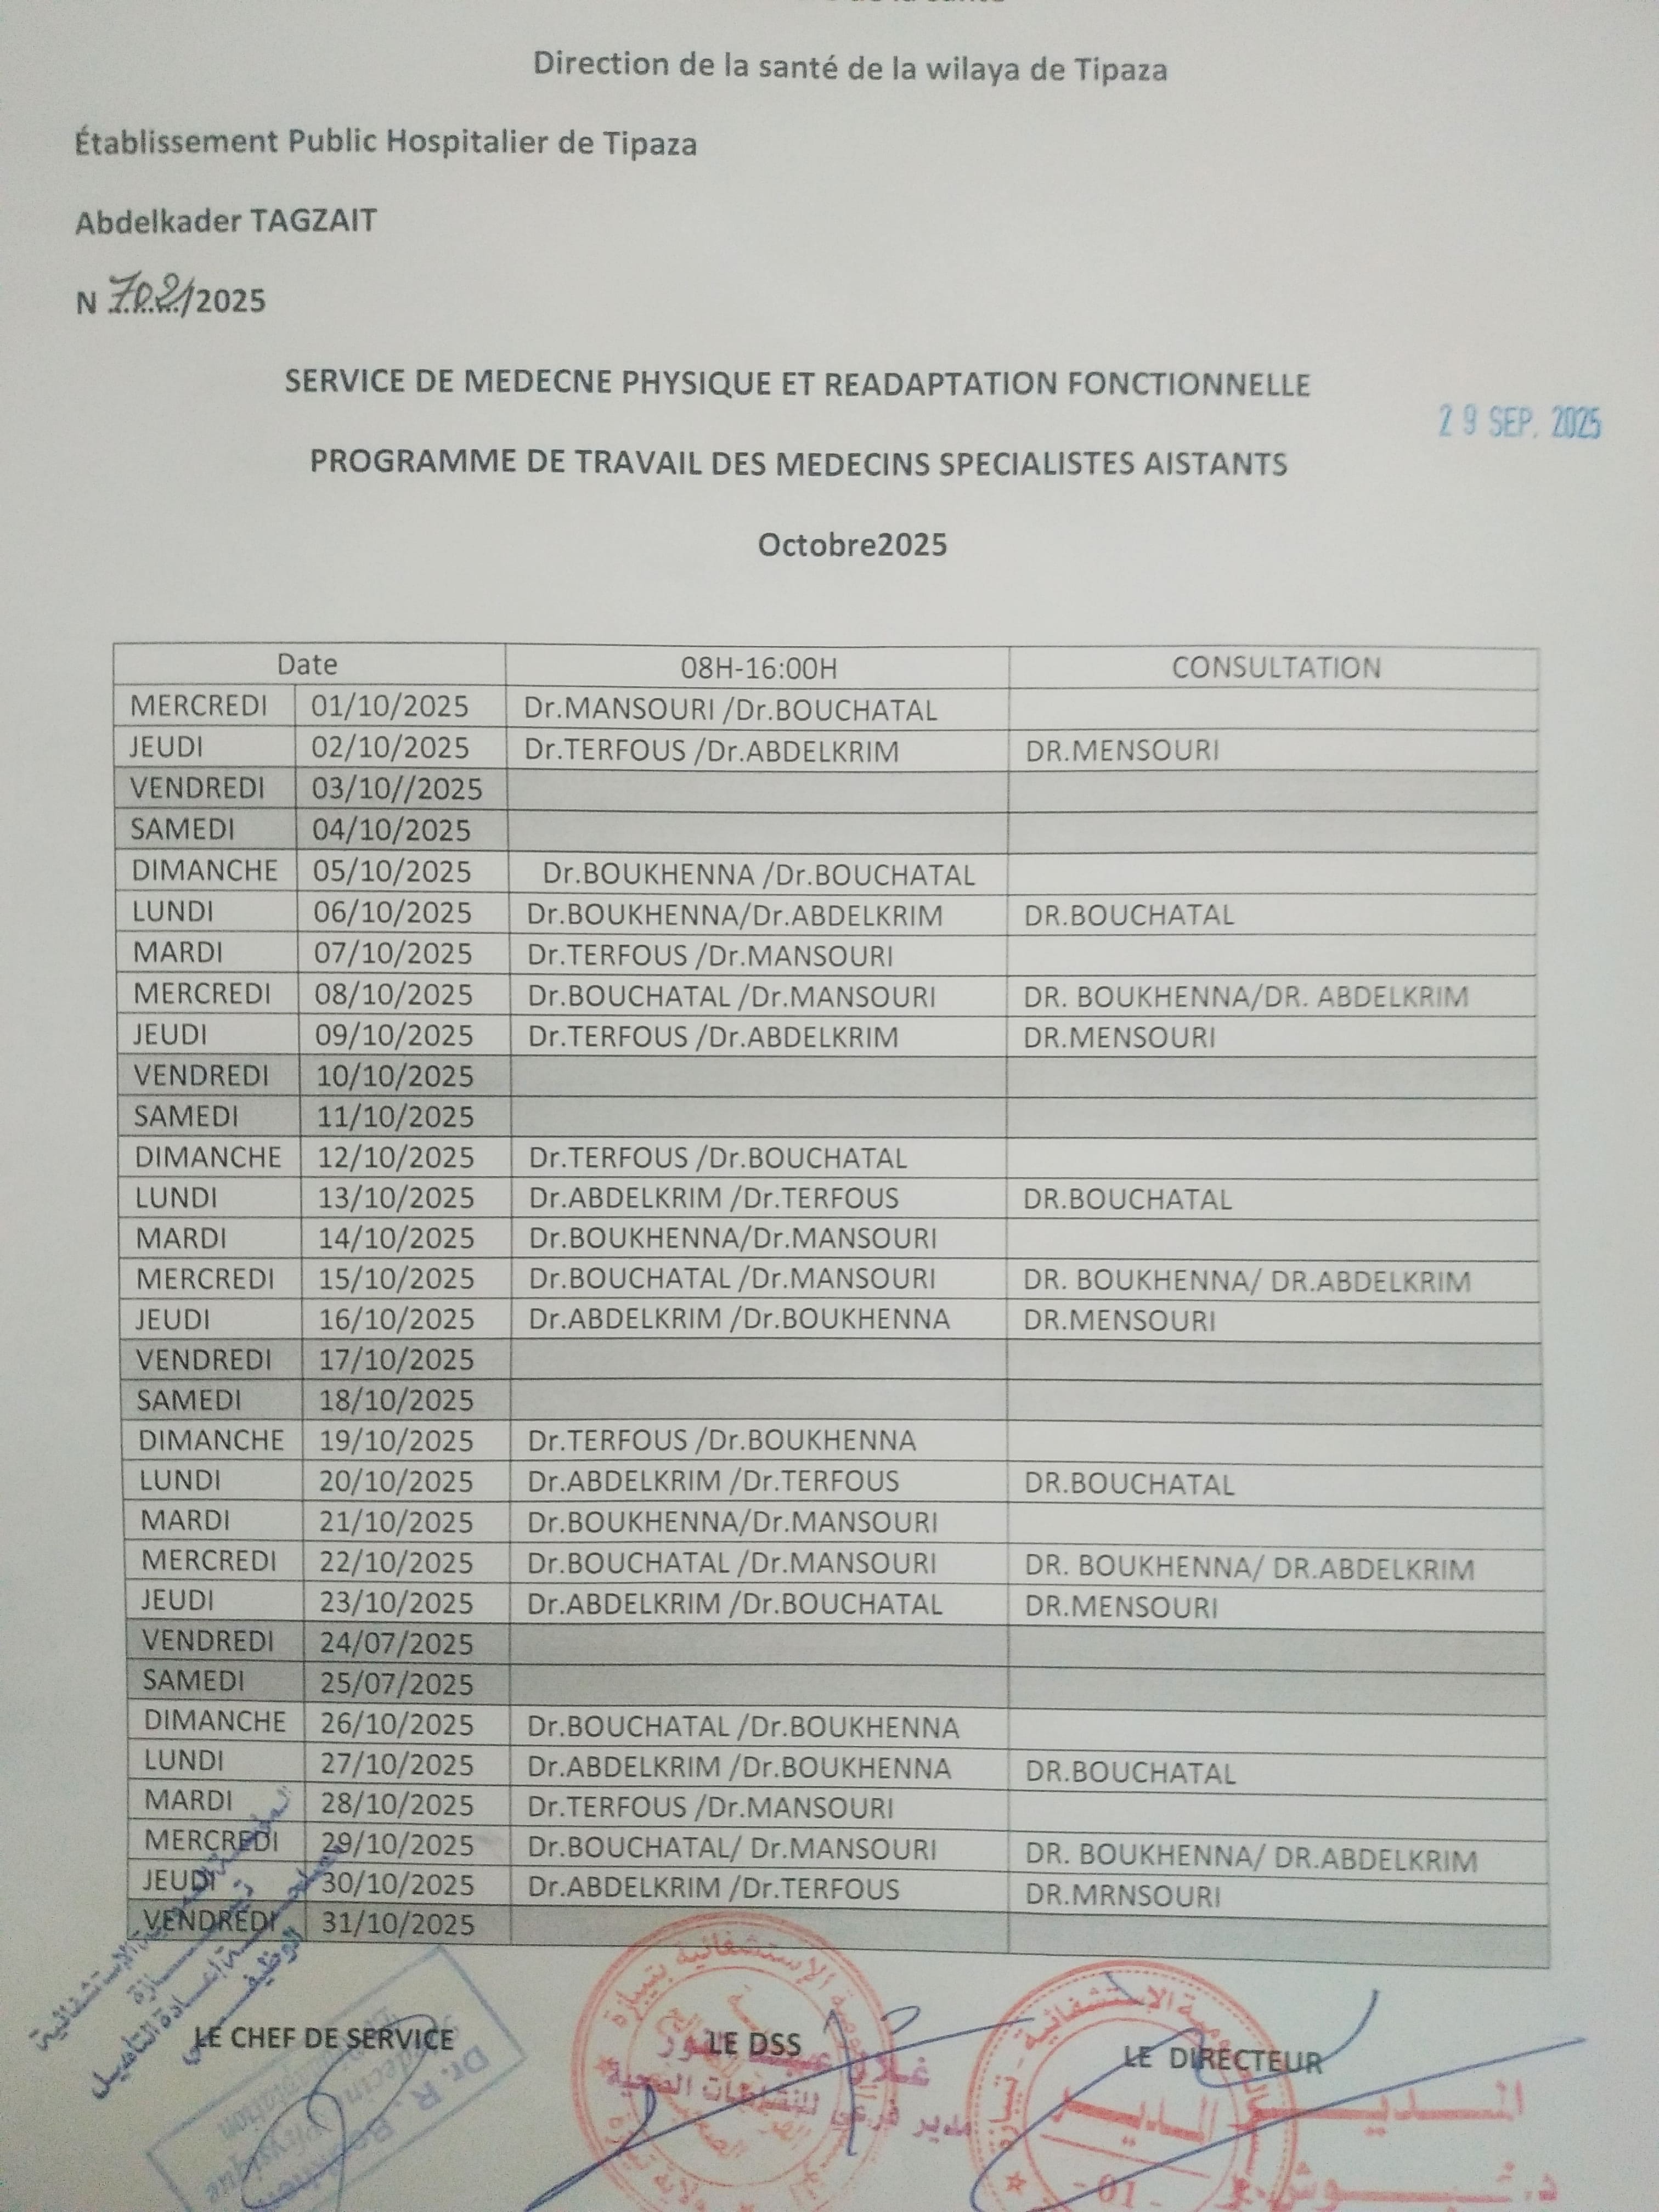 de la santé
Direction de la santé de la wilaya de Tipaza
Établissement Public Hospitalier de Tipaza
Abdelkader TAGZAIT
N 702/2025
SERVICE DE MEDECNE PHYSIQUE ET READAPTATION FONCTIONNELLE
29 SEP. 2025
PROGRAMME DE TRAVAIL DES MEDECINS SPECIALISTES AISTANTS
Octobre2025
Date 08H-16:00H CONSULTATION
MERCREDI 01/10/2025 Dr.MANSOURI /Dr.BOUCHATAL
JEUDI 02/10/2025 Dr.TERFOUS /Dr.ABDELKRIM DR.MENSOURI
VENDREDI 03/10//2025
SAMEDI 04/10/2025
DIMANCHE 05/10/2025 Dr.BOUKHENNA /Dr.BOUCHATAL
LUNDI 06/10/2025 Dr.BOUKHENNA/Dr.ABDELKRIM DR.BOUCHATAL
MARDI 07/10/2025 Dr.TERFOUS /Dr.MANSOURI
MERCREDI 08/10/2025 Dr.BOUCHATAL /Dr.MANSOURI DR. BOUKHENNA/DR. ABDELKRIM
JEUDI 09/10/2025 Dr.TERFOUS /Dr.ABDELKRIM DR.MENSOURI
VENDREDI 10/10/2025
SAMEDI 11/10/2025
DIMANCHE 12/10/2025 Dr.TERFOUS /Dr.BOUCHATAL
LUNDI 13/10/2025 Dr.ABDELKRIM /Dr.TERFOUS DR.BOUCHATAL
MARDI 14/10/2025 Dr.BOUKHENNA/Dr.MANSOURI
MERCREDI 15/10/2025 Dr.BOUCHATAL /Dr.MANSOURI DR. BOUKHENNA/ DR.ABDELKRIM
JEUDI 16/10/2025 Dr.ABDELKRIM /Dr.BOUKHENNA DR.MENSOURI
VENDREDI 17/10/2025
SAMEDI 18/10/2025
DIMANCHE 19/10/2025 Dr.TERFOUS /Dr.BOUKHENNA
LUNDI 20/10/2025 Dr.ABDELKRIM /Dr.TERFOUS DR.BOUCHATAL
MARDI 21/10/2025 Dr.BOUKHENNA/Dr.MANSOURI
MERCREDI 22/10/2025 Dr.BOUCHATAL /Dr.MANSOURI DR. BOUKHENNA/ DR.ABDELKRIM
JEUDI 23/10/2025 Dr.ABDELKRIM /Dr.BOUCHATAL DR.MENSOURI
VENDREDI 24/07/2025
SAMEDI 25/07/2025
DIMANCHE 26/10/2025 Dr.BOUCHATAL /Dr.BOUKHENNA
LUNDI 27/10/2025 Dr.ABDELKRIM /Dr.BOUKHENNA DR.BOUCHATAL
MARDI 28/10/2025 Dr.TERFOUS /Dr.MANSOURI
MERCREDI 29/10/2025 Dr.BOUCHATAL/ Dr.MANSOURI DR. BOUKHENNA/ DR.ABDELKRIM
JEUDI 30/10/2025 Dr.ABDELKRIM /Dr.TERFOUS DR.MRNSOURI
VENDREDI 31/10/2025
LE CHEF DE SERVICE LE DSS LE DIRECTEUR
إعادة التأهيل
الوظيفي
مدير فرعي للنشاطات الصحية
المدير
- 01 -